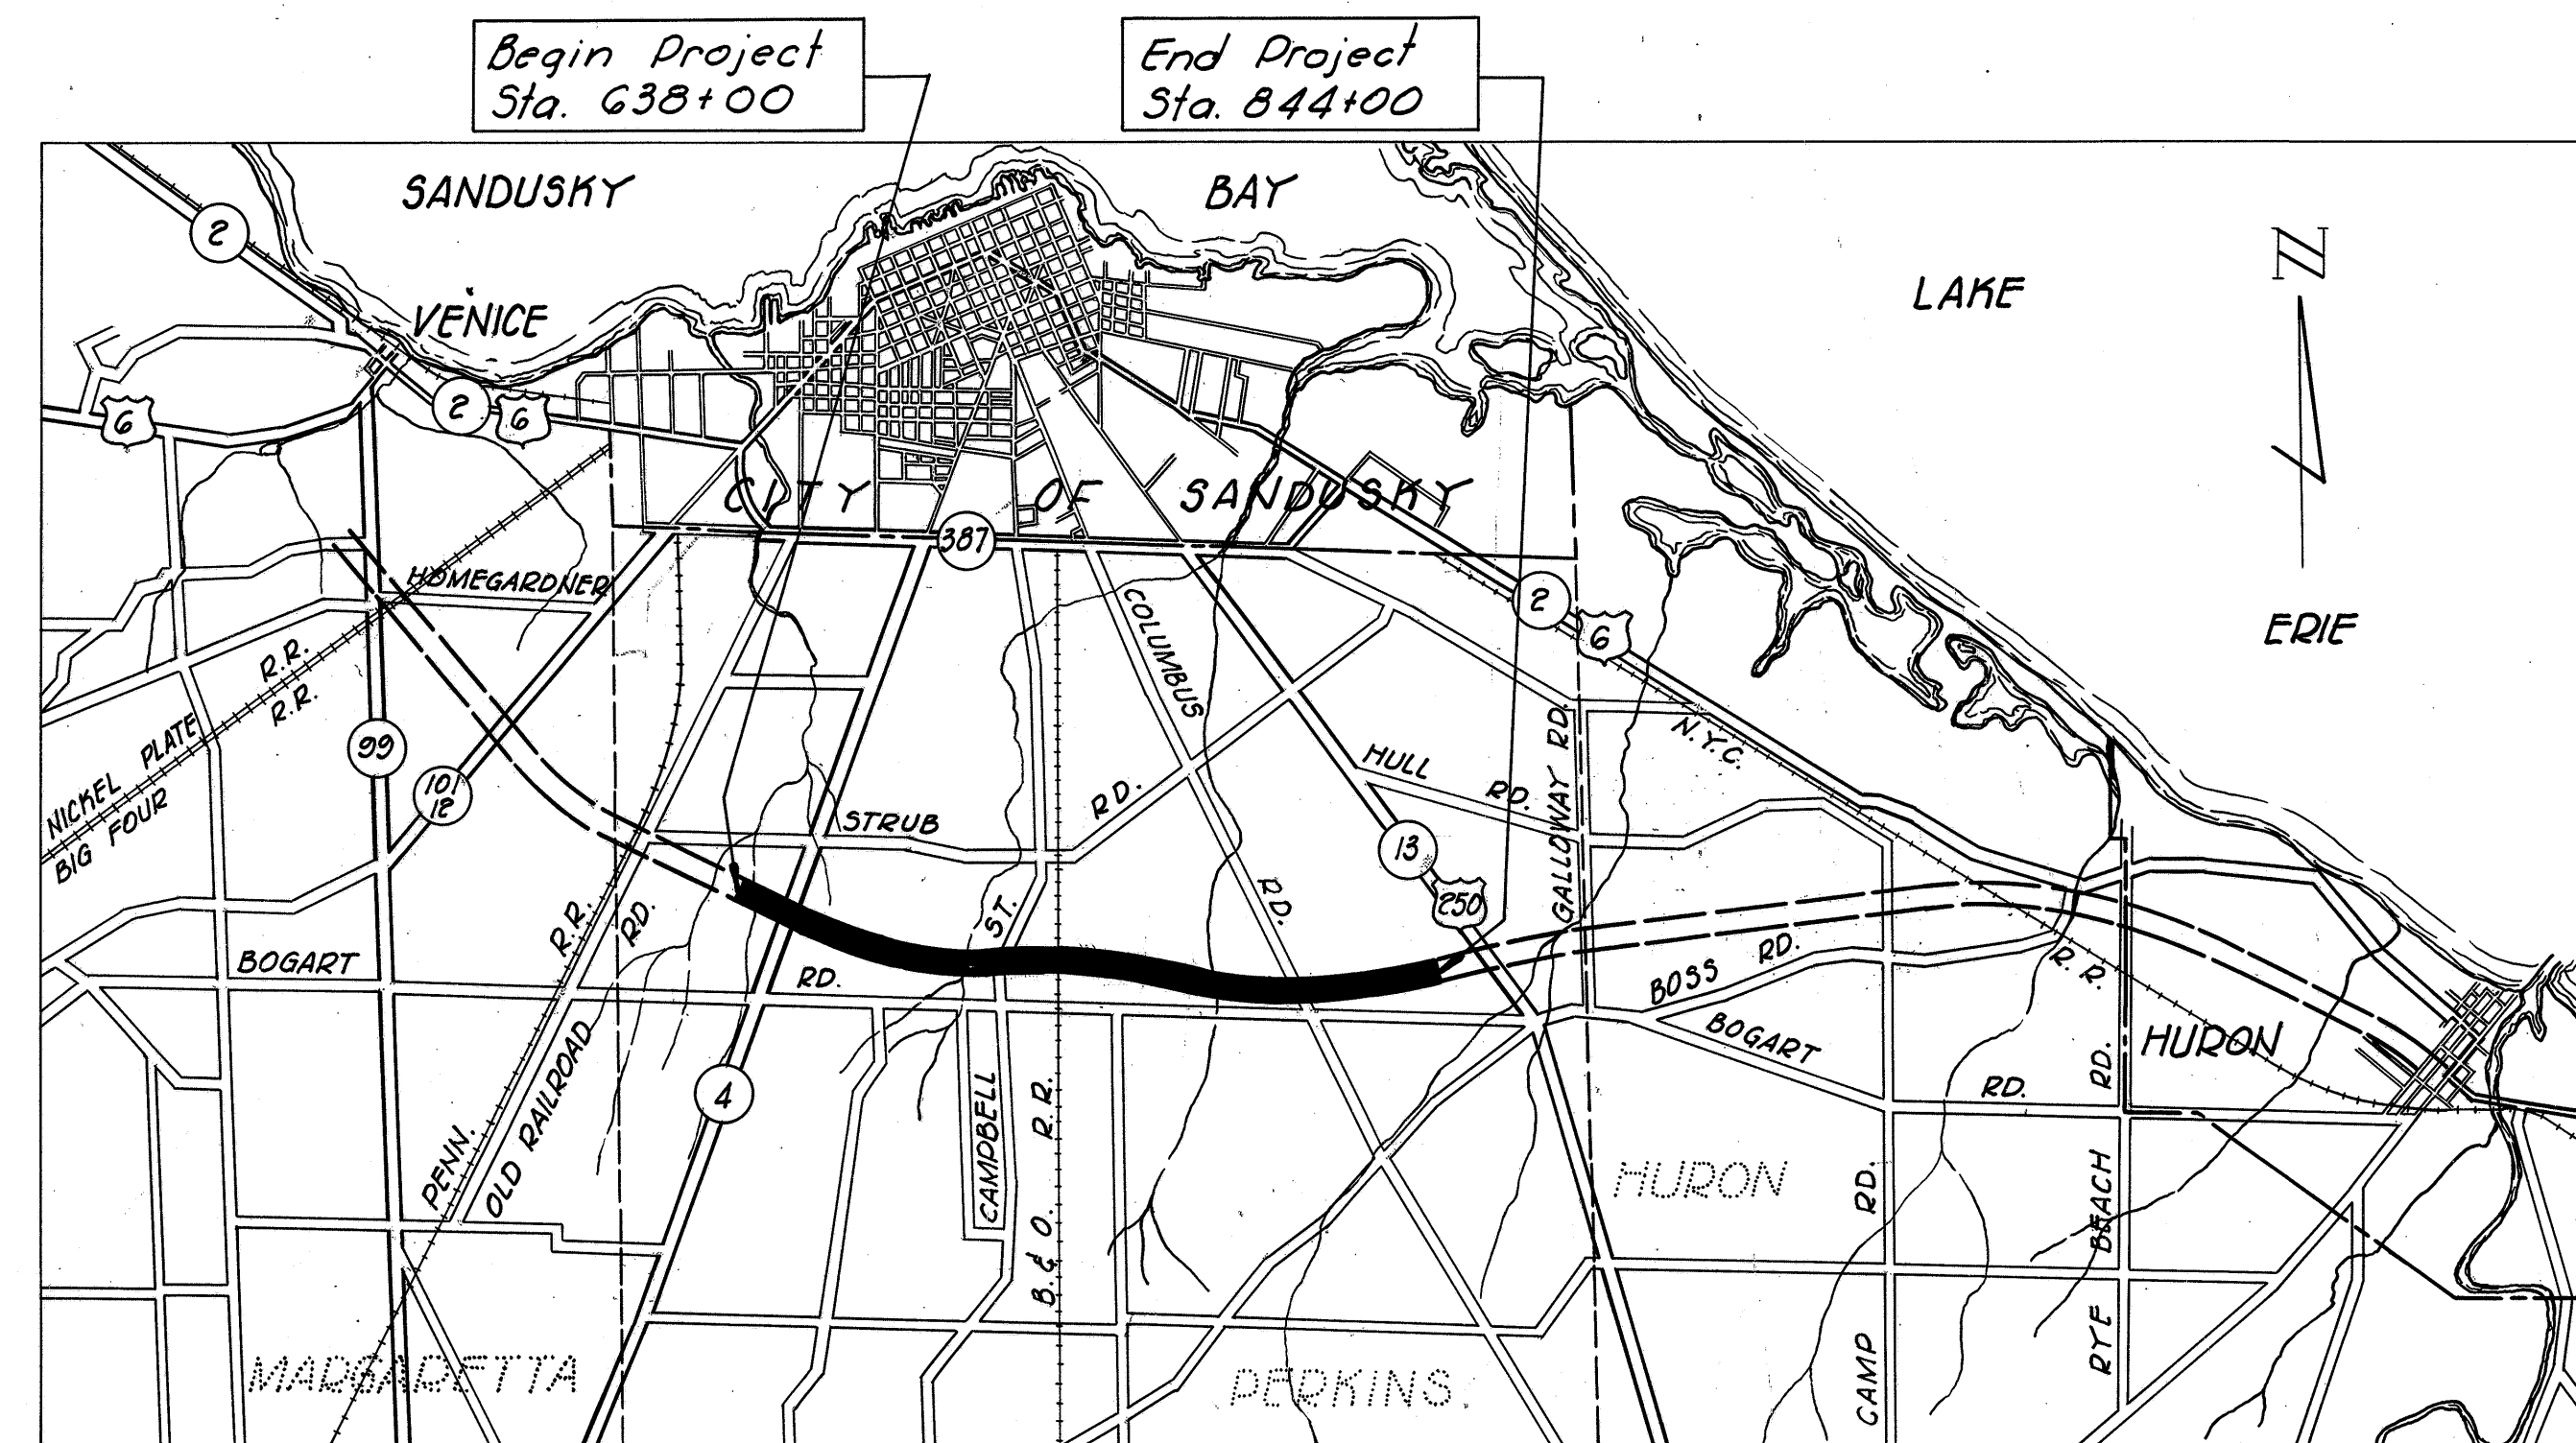 Begin Project
Sta. 638+00
End Project
Sta. 844+00
SANDUSKY BAY
2
LAKE
VENICE
2
6
6
CITY OF SANDUSKY
387
HOMEGARDNER
COLUMBUS
2
6
ERIE
R.R.
R.R.
NICKEL PLATE
BIG FOUR
99
101
12
STRUB
RD.
HULL
RD.
GALLOWAY RD.
N.Y.C.
13
250
RD.
ST.
R.R.
RD.
BOGART
RD.
BOSS
RD.
R.R.
BOGART
RD.
HURON
RD.
4
PENN.
OLD RAILROAD
CAMPBELL
B.&O. R.R.
HURON
CAMP RD.
RYE BEACH
MARGARETTA
PERKINS
N